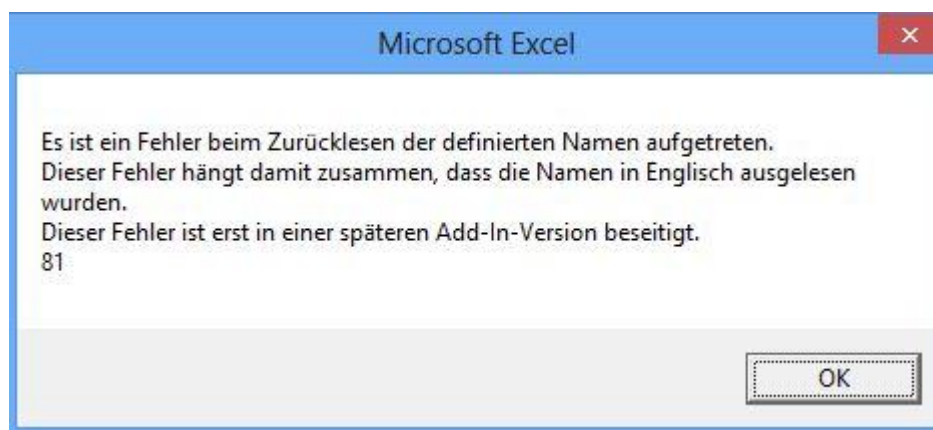 Microsoft Excel
Es ist ein Fehler beim Zurücklesen der definierten Namen aufgetreten.
Dieser Fehler hängt damit zusammen, dass die Namen in Englisch ausgelesen
wurden.
Dieser Fehler ist erst in einer späteren Add-In-Version beseitigt.
81
OK